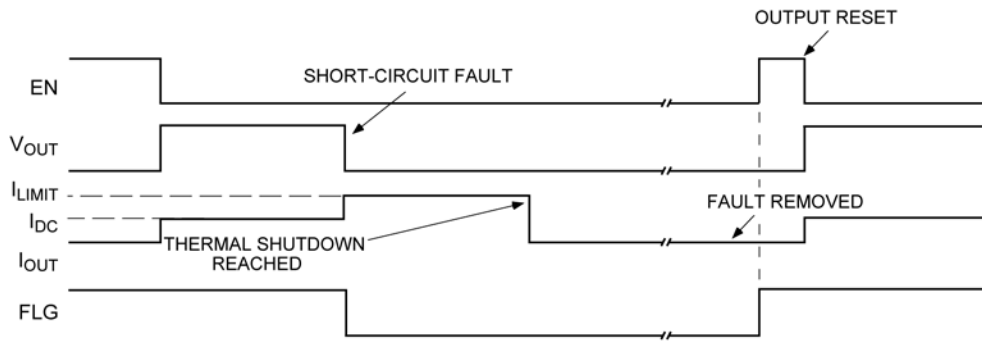 OUTPUT RESET
EN
SHORT-CIRCUIT FAULT
VOUT
ILIMIT
IDC
FAULT REMOVED
THERMAL SHUTDOWN
REACHED
IOUT
FLG